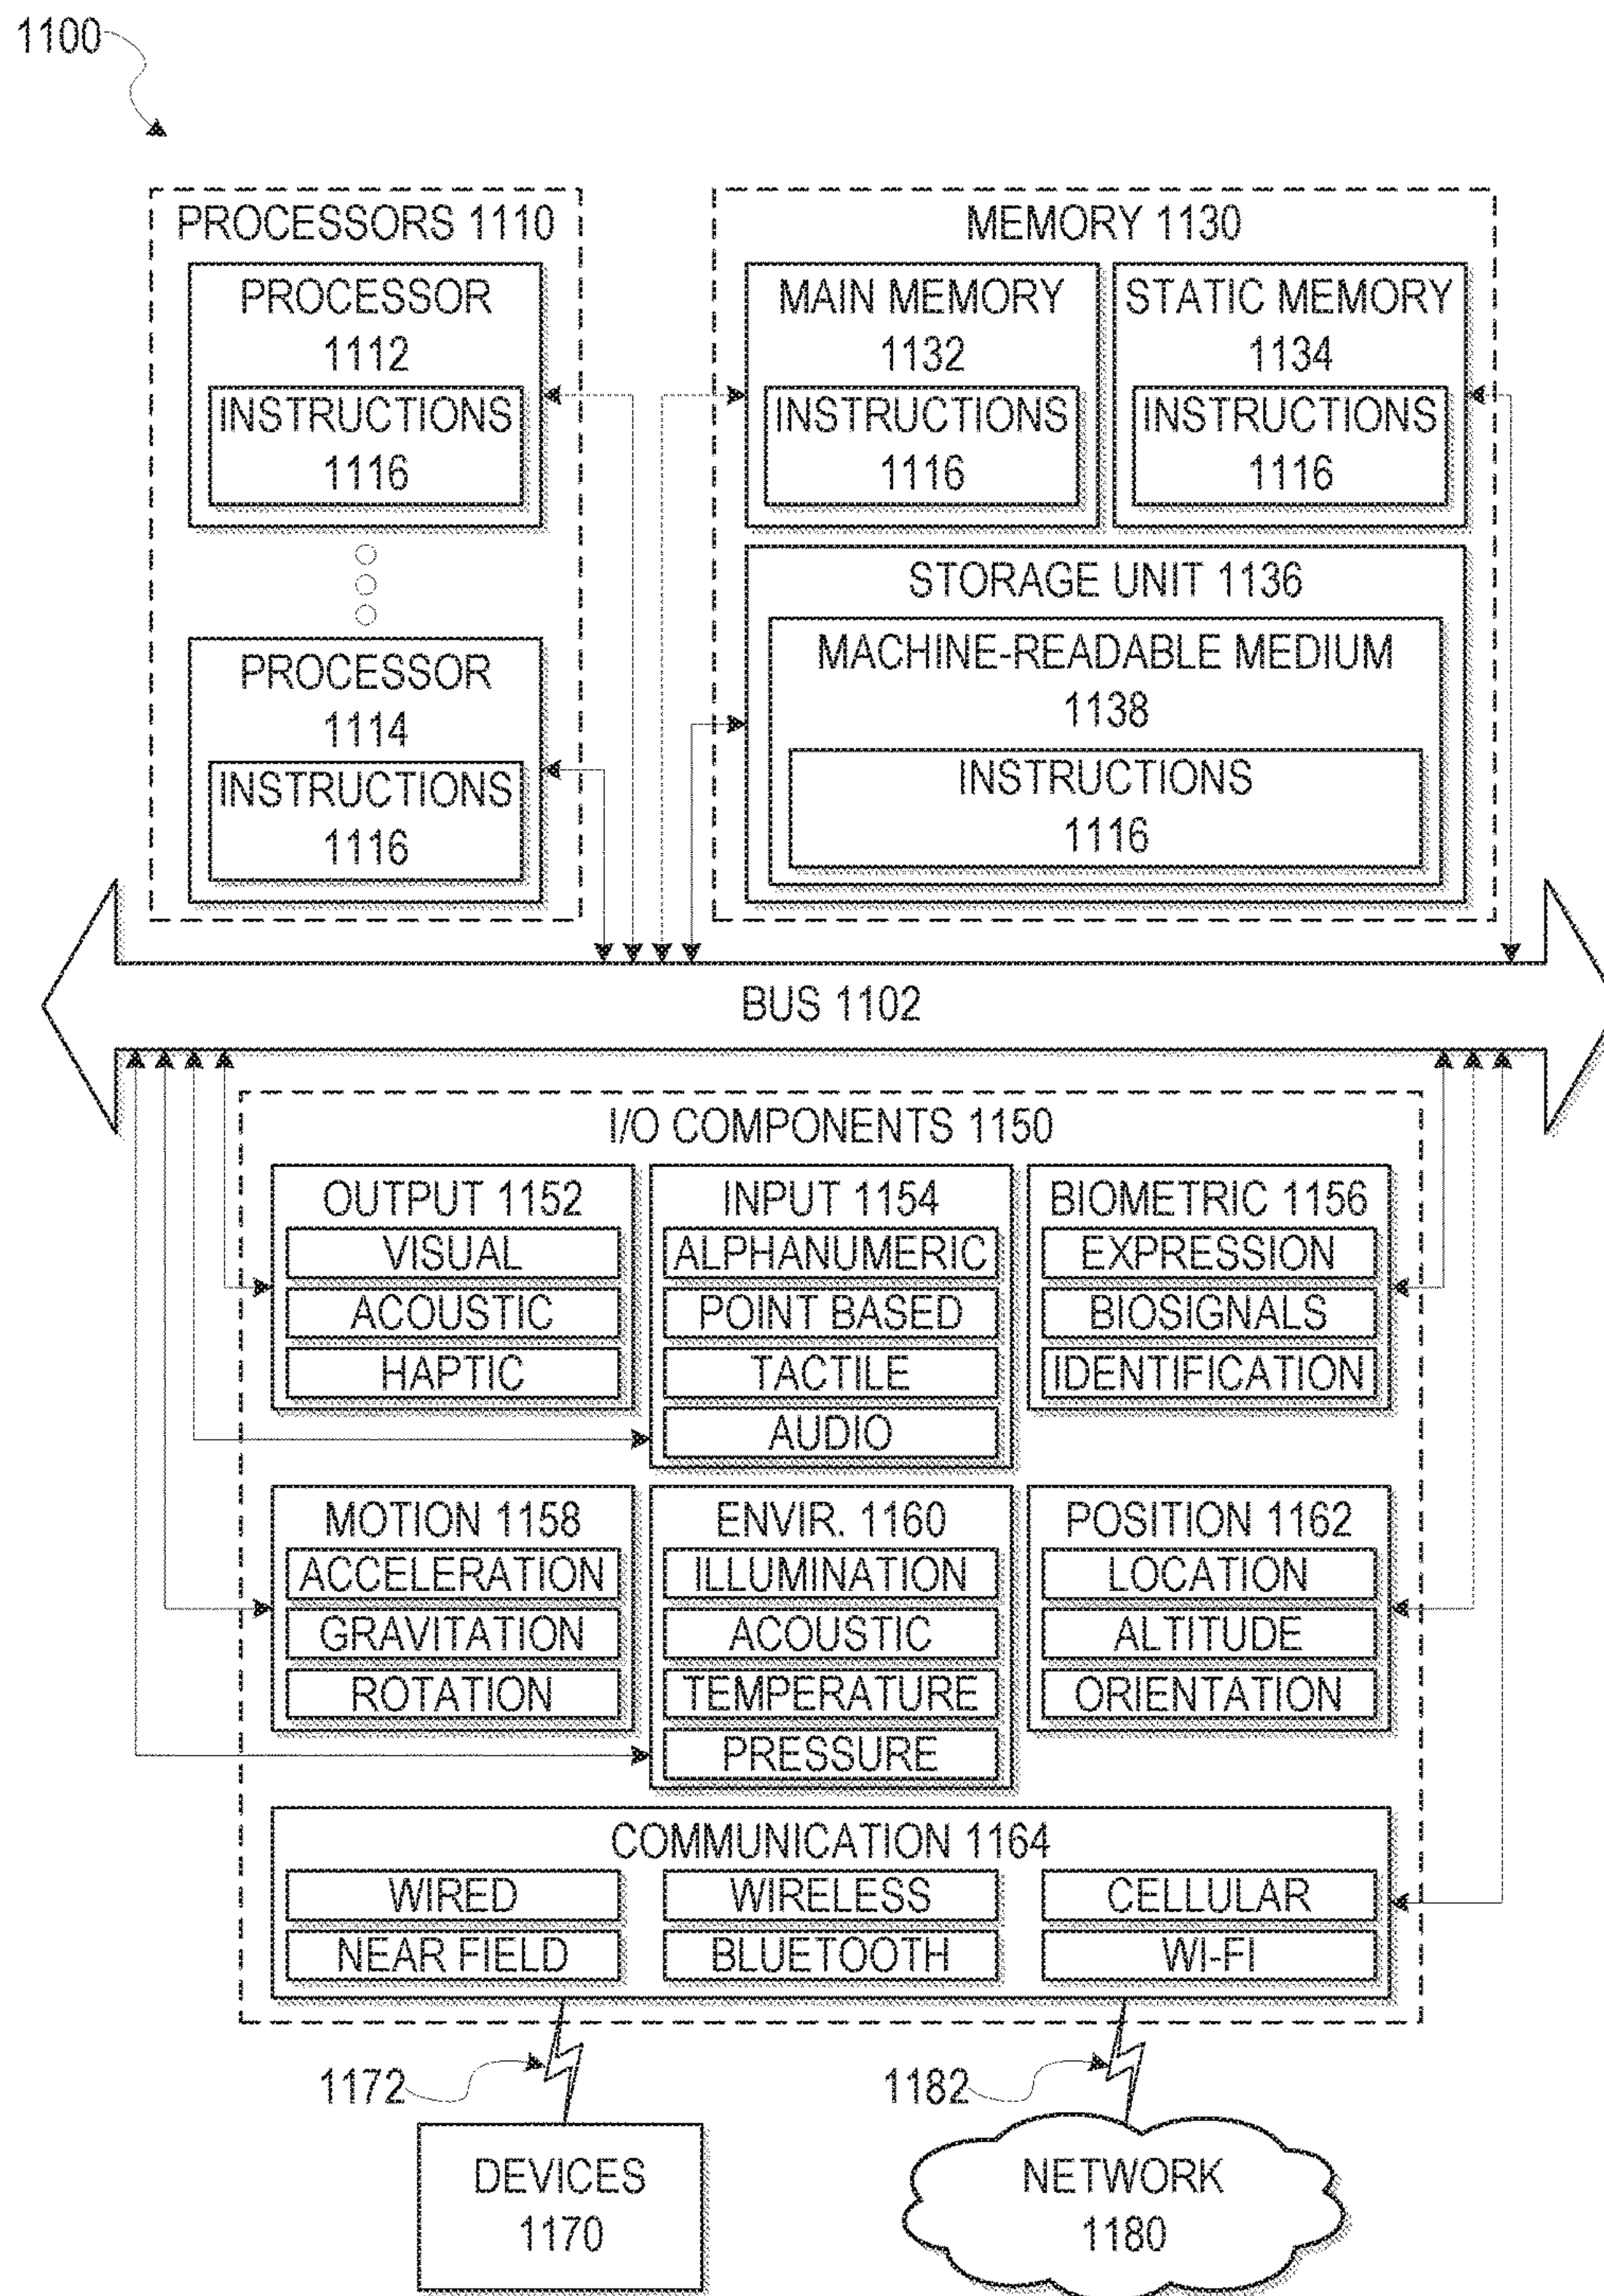 1100
PROCESSORS 1110
PROCESSOR
1112
INSTRUCTIONS
1116
PROCESSOR
1114
INSTRUCTIONS
1116
MEMORY 1130
MAIN MEMORY
1132
INSTRUCTIONS
1116
STATIC MEMORY
1134
INSTRUCTIONS
1116
STORAGE UNIT 1136
MACHINE-READABLE MEDIUM
1138
INSTRUCTIONS
1116
BUS 1102
I/O COMPONENTS 1150
OUTPUT 1152
VISUAL
ACOUSTIC
HAPTIC
INPUT 1154
ALPHANUMERIC
POINT BASED
TACTILE
AUDIO
BIOMETRIC 1156
EXPRESSION
BIOSIGNALS
IDENTIFICATION
MOTION 1158
ACCELERATION
GRAVITATION
ROTATION
ENVIR. 1160
ILLUMINATION
ACOUSTIC
TEMPERATURE
PRESSURE
POSITION 1162
LOCATION
ALTITUDE
ORIENTATION
COMMUNICATION 1164
WIRED
WIRELESS
CELLULAR
NEAR FIELD
BLUETOOTH
WI-FI
1172
1182
DEVICES
1170
NETWORK
1180